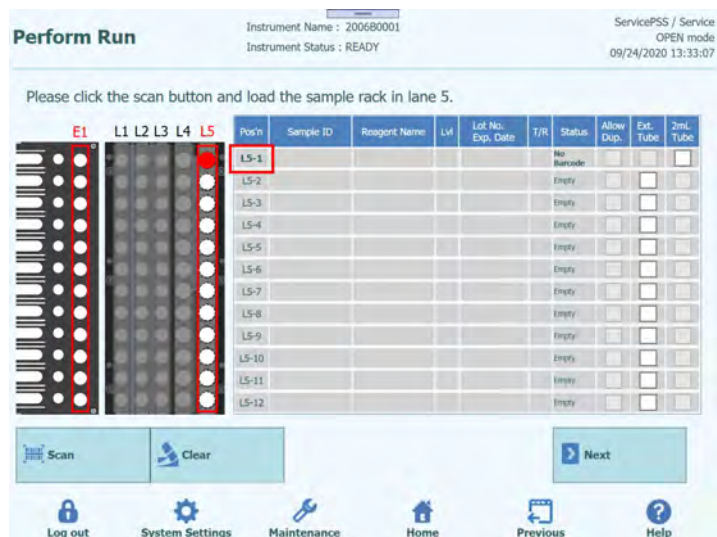 Perform Run
Instrument Name : 200680001
Instrument Status : READY
ServicePSS / Service
OPEN mode
09/24/2020 13:33:07
Please click the scan button and load the sample rack in lane 5.
E1 L1 L2 L3 L4 L5
Pos'n Sample ID Reagent Name Lvl Lot No. Exp. Date T/R Status Allow Dup. Ext. Tube 2mL Tube
L5-1 No Barcode
L5-2 Empty
L5-3 Empty
L5-4 Empty
L5-5 Empty
L5-6 Empty
L5-7 Empty
L5-8 Empty
L5-9 Empty
L5-10 Empty
L5-11 Empty
L5-12 Empty
Scan Clear Next
Log out System Settings Maintenance Home Previous Help